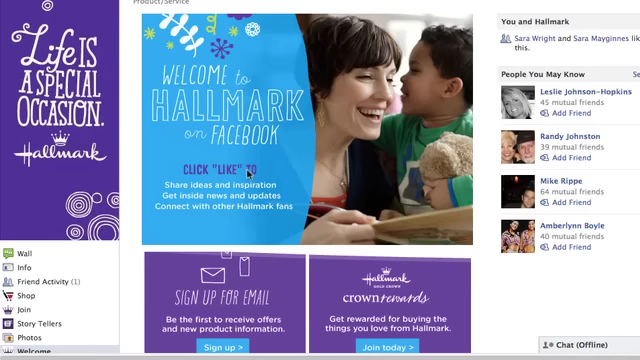 Product/Service
Life IS
A SPECIAL
OCCASION.
Hallmark
WELCOME to
HALLMARK
on FACEBOOK
CLICK "LIKE" TO
Share ideas and inspiration
Get inside news and updates
Connect with other Hallmark fans
You and Hallmark
Sara Wright and Sara Mayginnes like
this.
People You May Know
Se
Leslie Johnson-Hopkins
45 mutual friends
Add Friend
Randy Johnston
39 mutual friends
Add Friend
Mike Rippe
64 mutual friends
Add Friend
Amberlynn Boyle
40 mutual friends
Add Friend
Wall
Info
Friend Activity (1)
Shop
Join
Story Tellers
Photos
Welcome
SIGN UP FOR EMAIL
Be the first to receive offers
and new product information.
Sign up >
Hallmark
GOLD CROWN
crown rewards
Get rewarded for buying the
things you love from Hallmark.
Join today >
Chat (Offline)